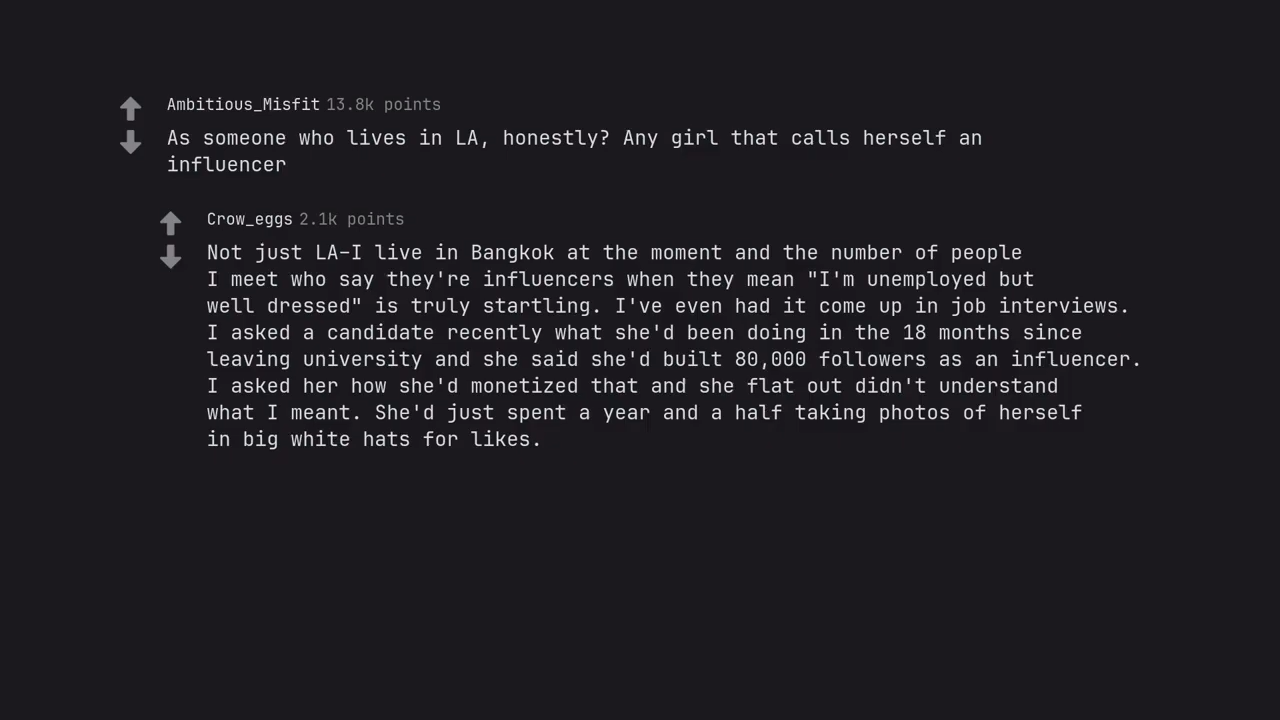 Ambitious_Misfit 13.8k points
As someone who lives in LA, honestly? Any girl that calls herself an
influencer
Crow_eggs 2.1k points
Not just LA–I live in Bangkok at the moment and the number of people
I meet who say they're influencers when they mean "I'm unemployed but
well dressed" is truly startling. I've even had it come up in job interviews.
I asked a candidate recently what she'd been doing in the 18 months since
leaving university and she said she'd built 80,000 followers as an influencer.
I asked her how she'd monetized that and she flat out didn't understand
what I meant. She'd just spent a year and a half taking photos of herself
in big white hats for likes.